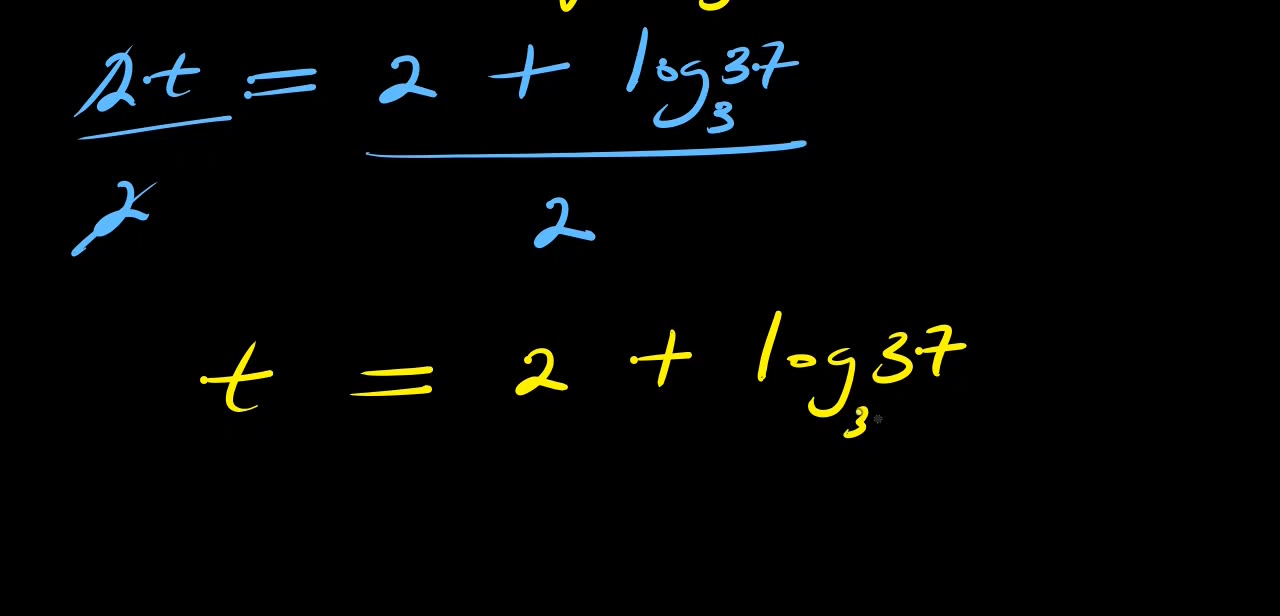 2t = 2 + log₃37
2 2
t = 2 + log₃37